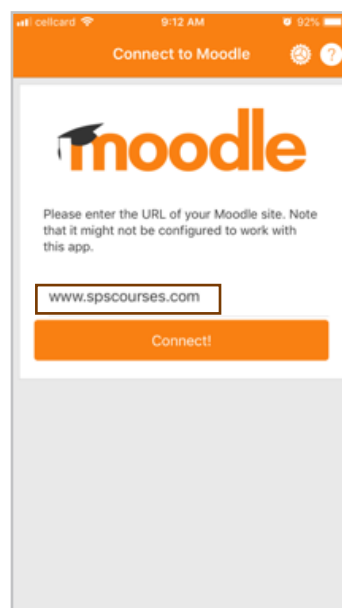 cellcard 9:12 AM 92%
Connect to Moodle ?
moodle
Please enter the URL of your Moodle site. Note
that it might not be configured to work with
this app.
www.spscourses.com
Connect!